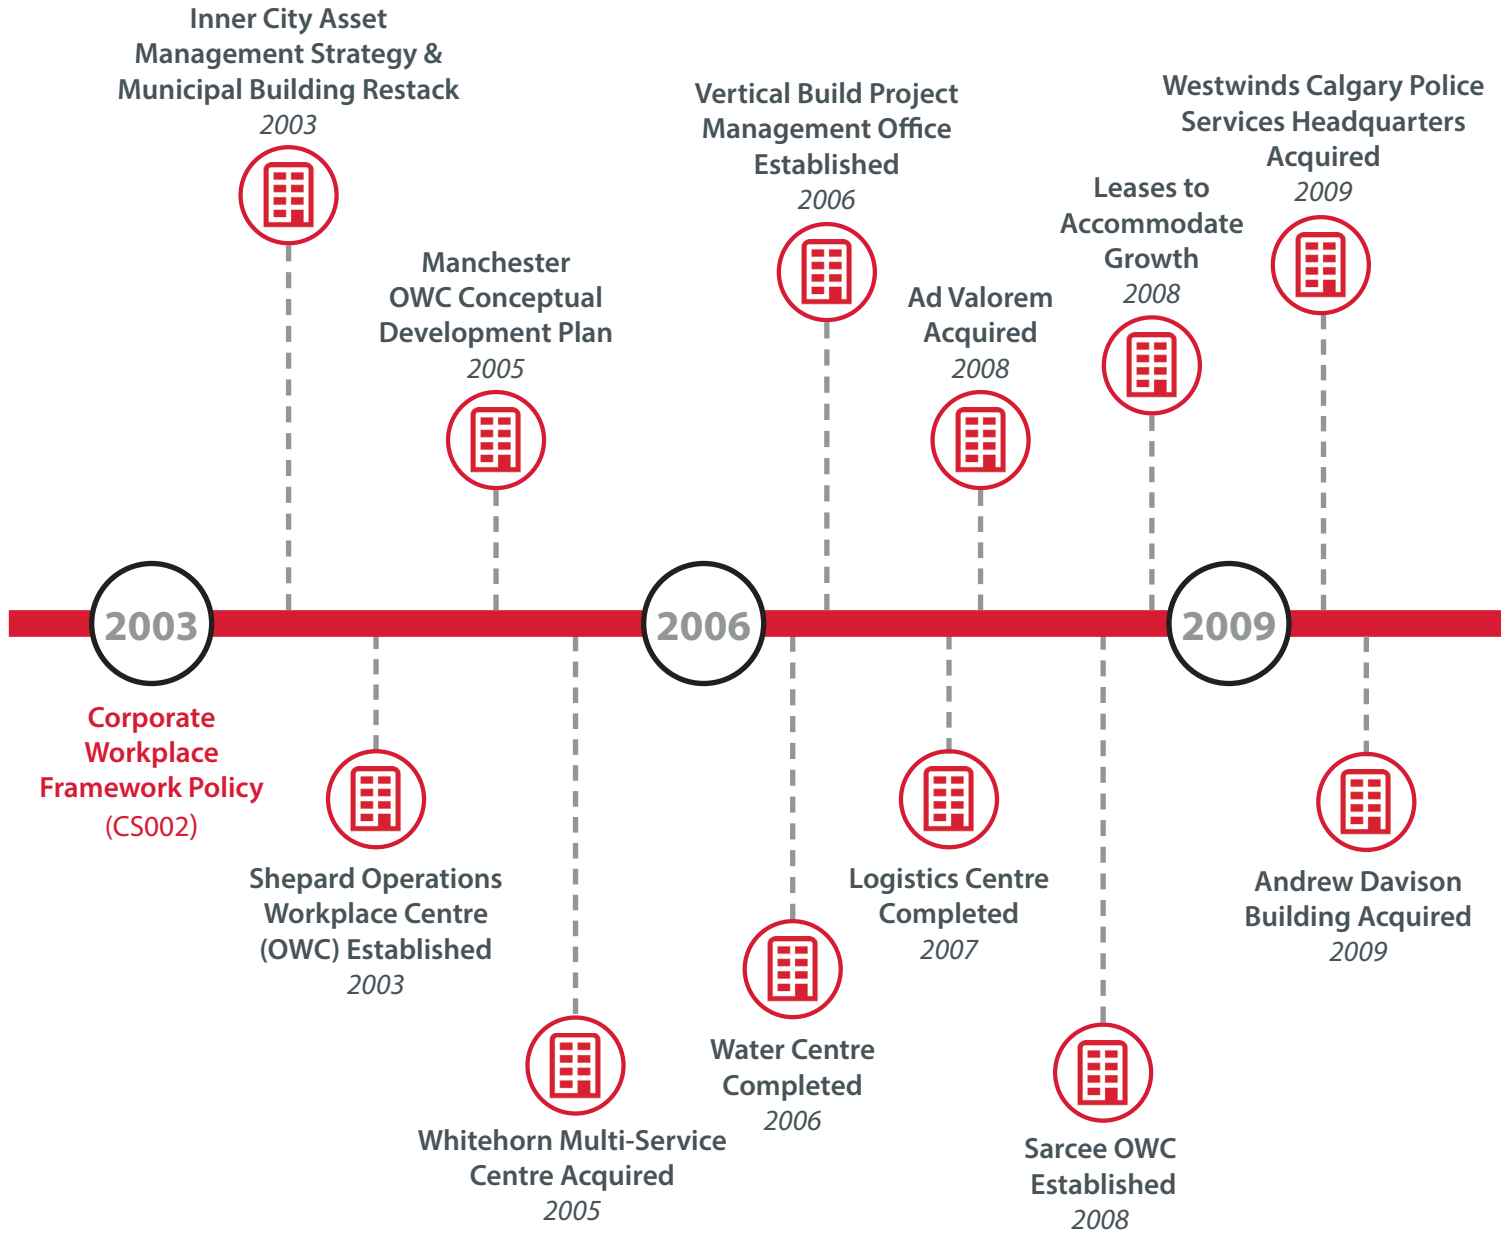 Inner City Asset
Management Strategy &
Municipal Building Restack
2003
Manchester
OWC Conceptual
Development Plan
2005
Vertical Build Project
Management Office
Established
2006
Ad Valorem
Acquired
2008
Leases to
Accommodate
Growth
2008
Westwinds Calgary Police
Services Headquarters
Acquired
2009
2003
2006
2009
Corporate
Workplace
Framework Policy
(CS002)
Shepard Operations
Workplace Centre
(OWC) Established
2003
Whitehorn Multi-Service
Centre Acquired
2005
Water Centre
Completed
2006
Logistics Centre
Completed
2007
Sarcee OWC
Established
2008
Andrew Davison
Building Acquired
2009